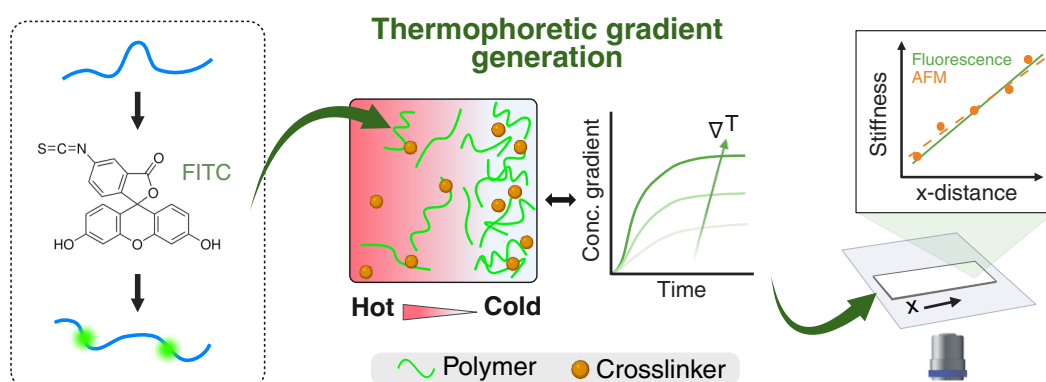 Thermophoretic gradient
generation
S=C=N
O
O
FITC
HO
O
OH
Hot
Cold
Conc. gradient
∇T
Time
Stiffness
Fluorescence
AFM
x-distance
x
Polymer
Crosslinker